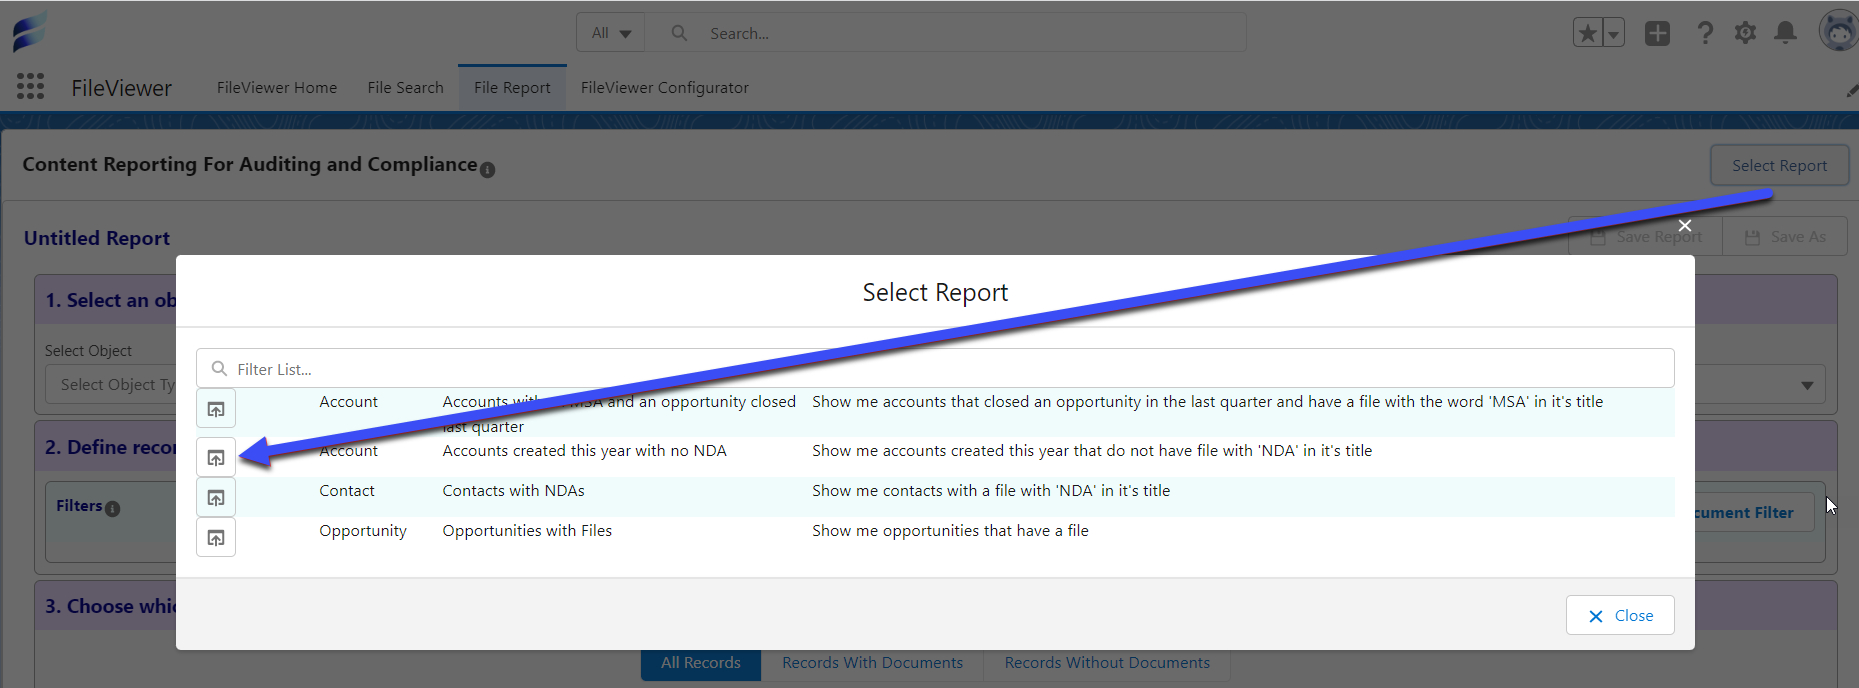 All
Search...
FileViewer
FileViewer Home
File Search
File Report
FileViewer Configurator
Content Reporting For Auditing and Compliance
Select Report
Untitled Report
Save Report
Save As
Select Report
1. Select an ob
Select Object
Select Object Ty
Filter List...
Account
Accounts with MSA and an opportunity closed
last quarter
Show me accounts that closed an opportunity in the last quarter and have a file with the word 'MSA' in it's title
2. Define recor
Account
Accounts created this year with no NDA
Show me accounts created this year that do not have file with 'NDA' in it's title
Contact
Contacts with NDAs
Show me contacts with a file with 'NDA' in it's title
Filters
cument Filter
Opportunity
Opportunities with Files
Show me opportunities that have a file
3. Choose whic
Close
All Records
Records With Documents
Records Without Documents